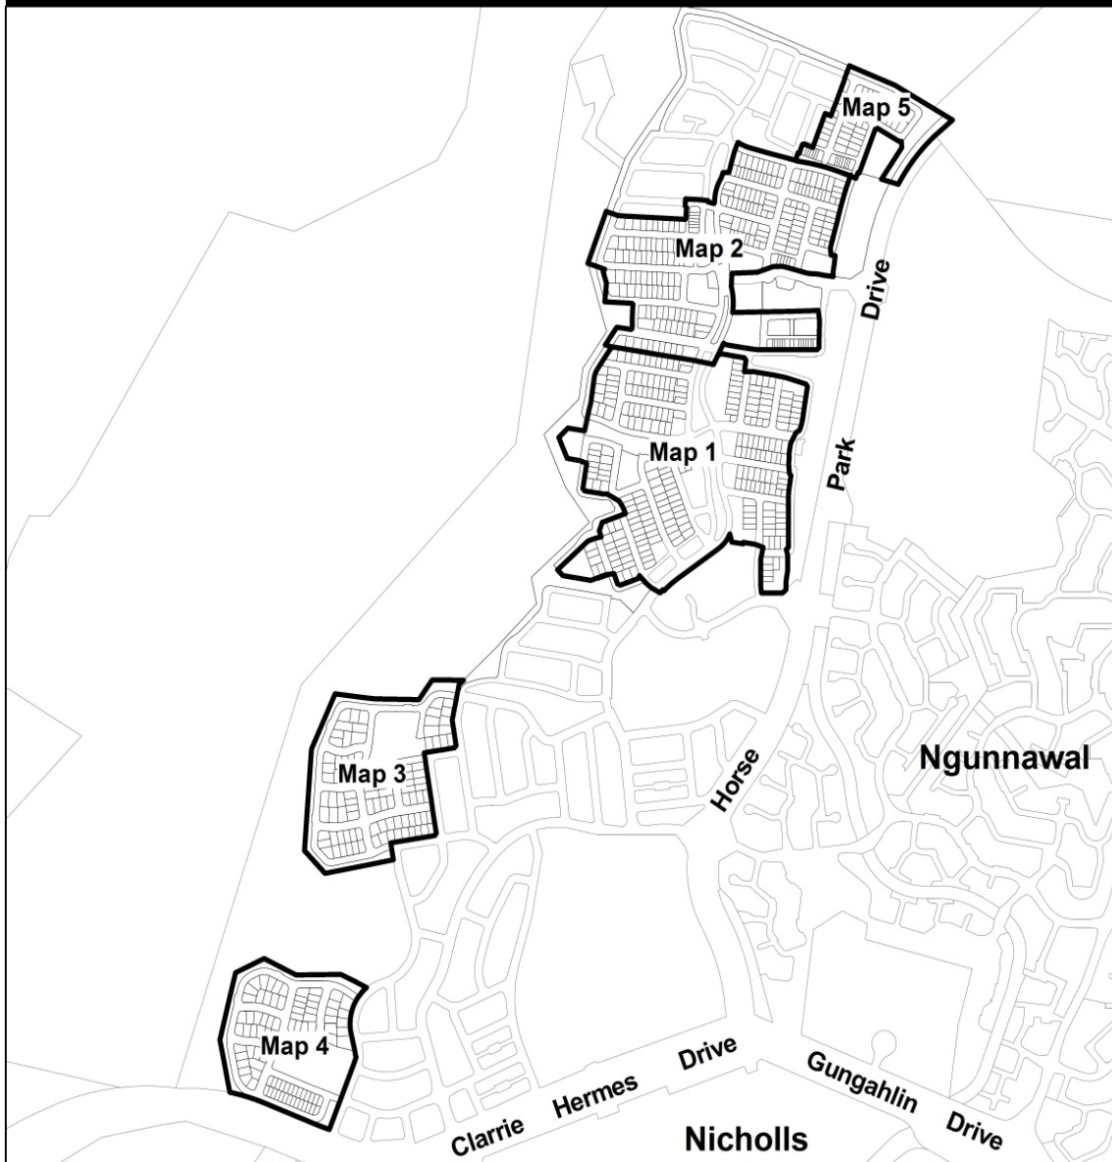 Map 5
Map 2
Drive
Map 1
Park
Ngunnawal
Map 3
Horse
Map 4
Clarrie Hermes Drive
Gungahlin Drive
Nicholls